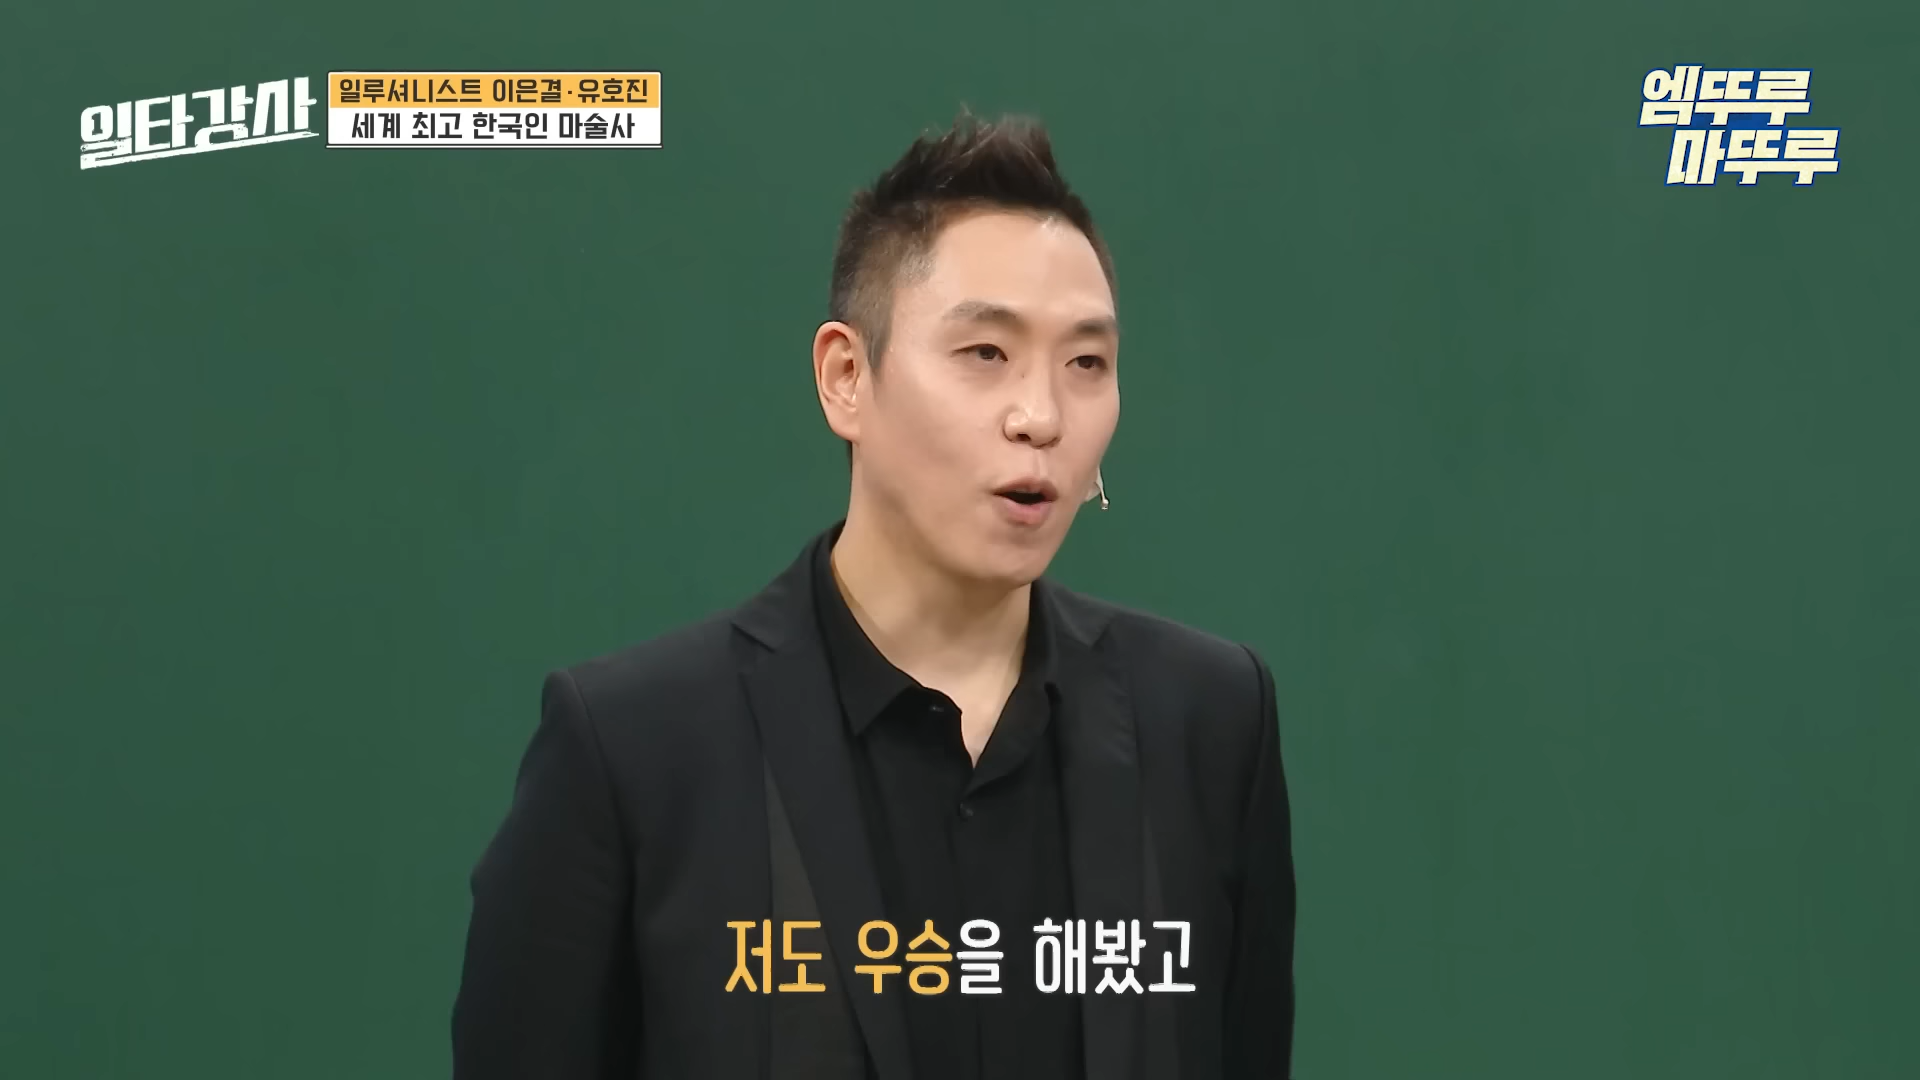 일타강사
일루셔니스트 이은결·유호진
세계 최고 한국인 마술사
엠뚜루
마뚜루
저도 우승을 해봤고